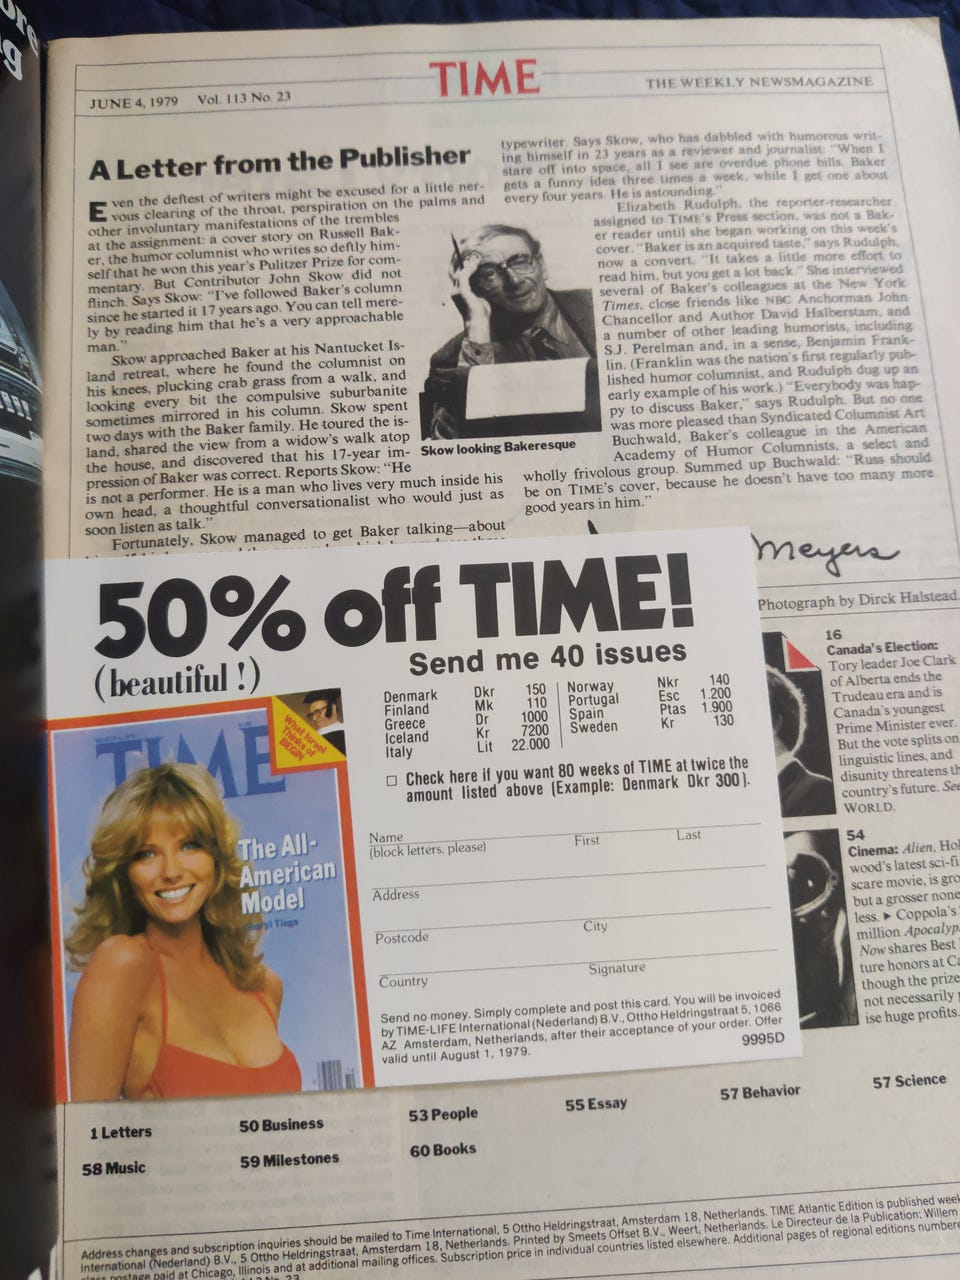 ore
g
TIME
JUNE 4, 1979 Vol. 113 No. 23
THE WEEKLY NEWSMAGAZINE
A Letter from the Publisher
Even the deftest of writers might be excused for a little ner-
vous clearing of the throat, perspiration on the palms and
other involuntary manifestations of the trembles
at the assignment: a cover story on Russell Bak-
er, the humor columnist who writes so deftly him-
self that he won this year's Pulitzer Prize for com-
mentary. But Contributor John Skow did not
flinch. Says Skow: "I've followed Baker's column
since he started it 17 years ago. You can tell mere-
ly by reading him that he's a very approachable
man."
Skow approached Baker at his Nantucket Is-
land retreat, where he found the columnist on
his knees, plucking crab grass from a walk, and
looking every bit the compulsive suburbanite
sometimes mirrored in his column. Skow spent
two days with the Baker family. He toured the is-
land, shared the view from a widow's walk atop
the house, and discovered that his 17-year im-
pression of Baker was correct. Reports Skow: "He
is not a performer. He is a man who lives very much inside his
own head, a thoughtful conversationalist who would just as
soon listen as talk."
Fortunately, Skow managed to get Baker talking—about
Skow looking Bakeresque
typewriter. Says Skow, who has dabbled with humorous writ-
ing himself in 23 years as a reviewer and journalist: "When I
stare off into space, all I see are overdue phone bills. Baker
gets a funny idea three times a week, while I get one about
every four years. He is astounding."
Elizabeth Rudulph, the reporter-researcher
assigned to TIME's Press section, was not a Bak-
er reader until she began working on this week's
cover. "Baker is an acquired taste," says Rudulph,
now a convert. "It takes a little more effort to
read him, but you get a lot back." She interviewed
several of Baker's colleagues at the New York
Times, close friends like NBC Anchorman John
Chancellor and Author David Halberstam, and
a number of other leading humorists, including
S.J. Perelman and, in a sense, Benjamin Frank-
lin. (Franklin was the nation's first regularly pub-
lished humor columnist, and Rudulph dug up an
early example of his work.) "Everybody was hap-
py to discuss Baker," says Rudulph. But no one
was more pleased than Syndicated Columnist Art
Buchwald, Baker's colleague in the American
Academy of Humor Columnists, a select and
wholly frivolous group. Summed up Buchwald: "Russ should
be on TIME's cover, because he doesn't have too many more
good years in him."
Meyers
Photograph by Dirck Halstead.
50% off TIME!
(beautiful!)
Send me 40 issues
Denmark Dkr 150
Finland Mk 110
Greece Dr 1000
Iceland Kr 7200
Italy Lit 22.000
Norway Nkr 140
Portugal Esc 1.200
Spain Ptas 1.900
Sweden Kr 130
Check here if you want 80 weeks of TIME at twice the
amount listed above (Example: Denmark Dkr 300).
Name
(block letters, please) First Last
Address
Postcode City
Country Signature
Send no money. Simply complete and post this card. You will be invoiced
by TIME-LIFE International (Nederland) B.V., Ottho Heldringstraat 5, 1066
AZ Amsterdam, Netherlands, after their acceptance of your order. Offer
valid until August 1, 1979.
9995D
TIME
What Israel
Thinks of
BEGIN
The All-
American
Model
Cheryl Tiegs
16
Canada's Election:
Tory leader Joe Clark
of Alberta ends the
Trudeau era and is
Canada's youngest
Prime Minister ever.
But the vote splits on
linguistic lines, and
disunity threatens th
country's future. See
WORLD.
54
Cinema: Alien, Hol
wood's latest sci-fi
scare movie, is gro
but a grosser none
less. ► Coppola's
million Apocalyp
Now shares Best
ture honors at Ca
though the prize
not necessarily
ise huge profits.
1 Letters
50 Business
53 People
55 Essay
57 Behavior
57 Science
58 Music
59 Milestones
60 Books
Address changes and subscription inquiries should be mailed to Time International, 5 Ottho Heldringstraat, Amsterdam 18, Netherlands. TIME Atlantic Edition is published week
International (Nederland) B.V., 5 Ottho Heldringstraat, Amsterdam 18, Netherlands. Printed by Smeets Offset B.V., Weert, Netherlands. Le Directeur de la Publication: Willem
class postage paid at Chicago, Illinois and at additional mailing offices. Subscription price in individual countries listed elsewhere. Additional pages of regional editions numbere
No. 23